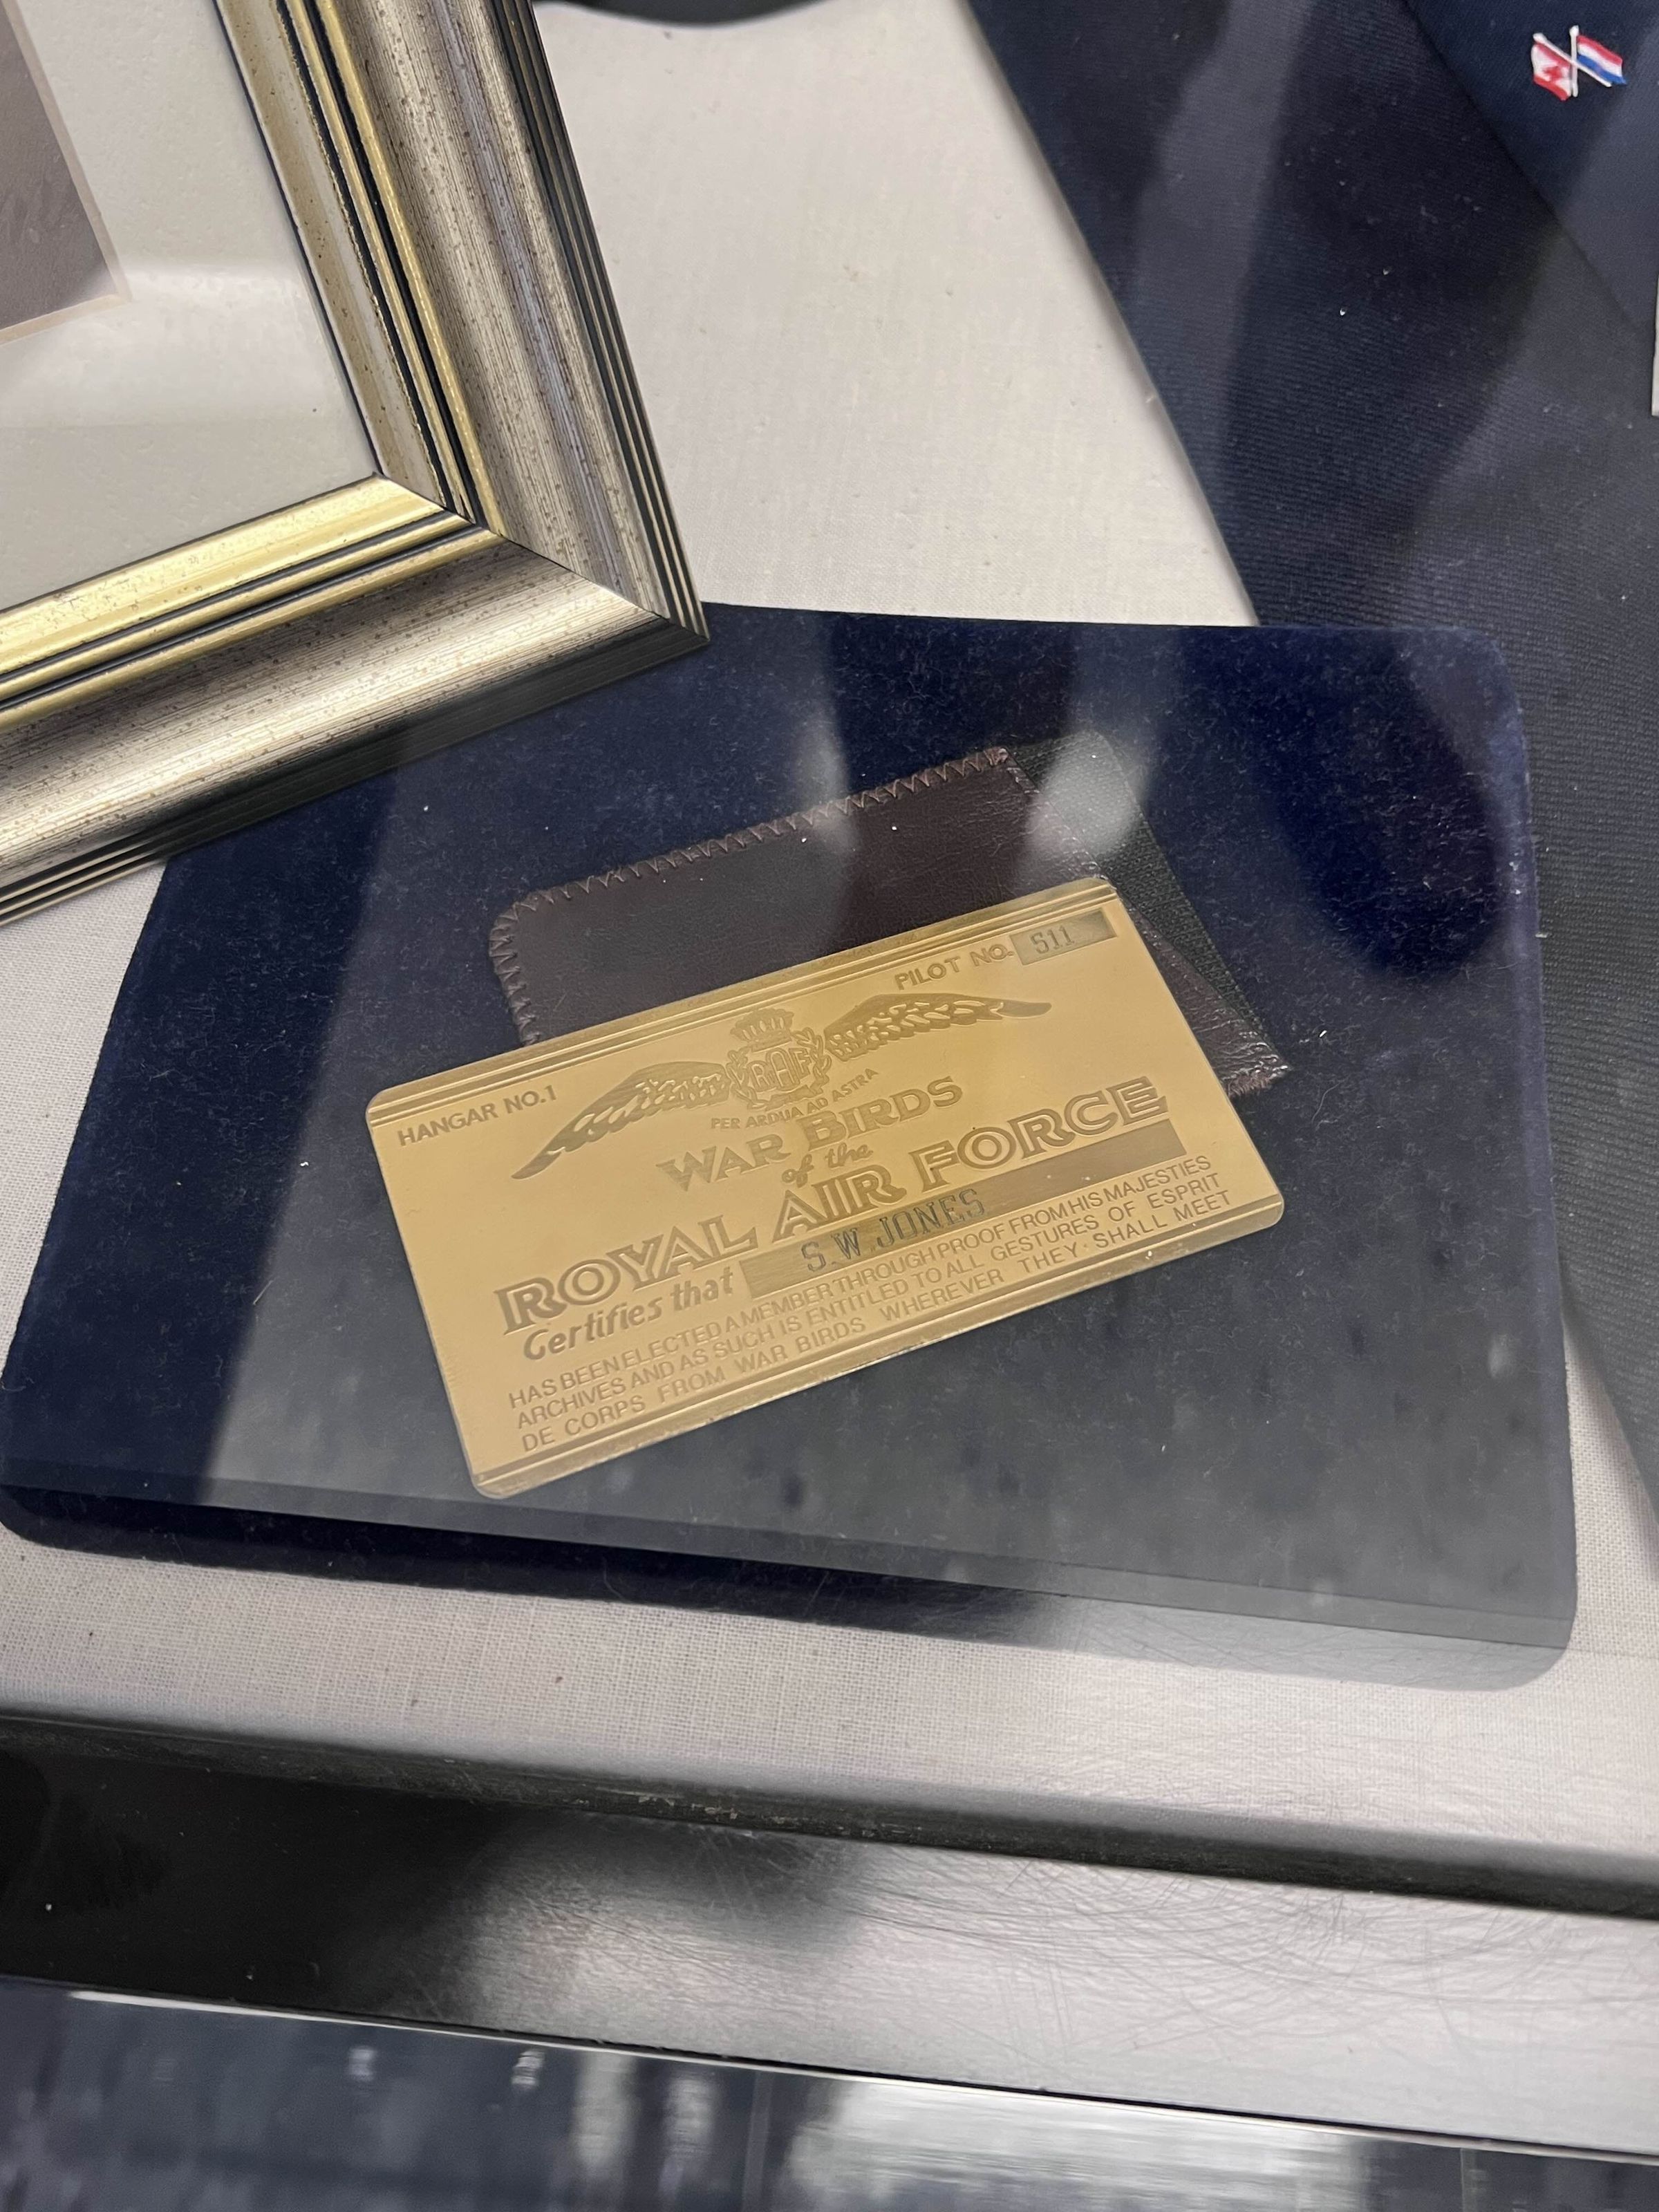 PILOT NO. S11
HANGAR NO.1
RAF
PER ARDUA AD ASTRA
WAR BIRDS
of the
ROYAL AIR FORCE
Certifies that S.W.JONES
HAS BEEN ELECTED A MEMBER THROUGH PROOF FROM HIS MAJESTIES
ARCHIVES AND AS SUCH IS ENTITLED TO ALL GESTURES OF ESPRIT
DE CORPS FROM WAR BIRDS WHEREVER THEY SHALL MEET